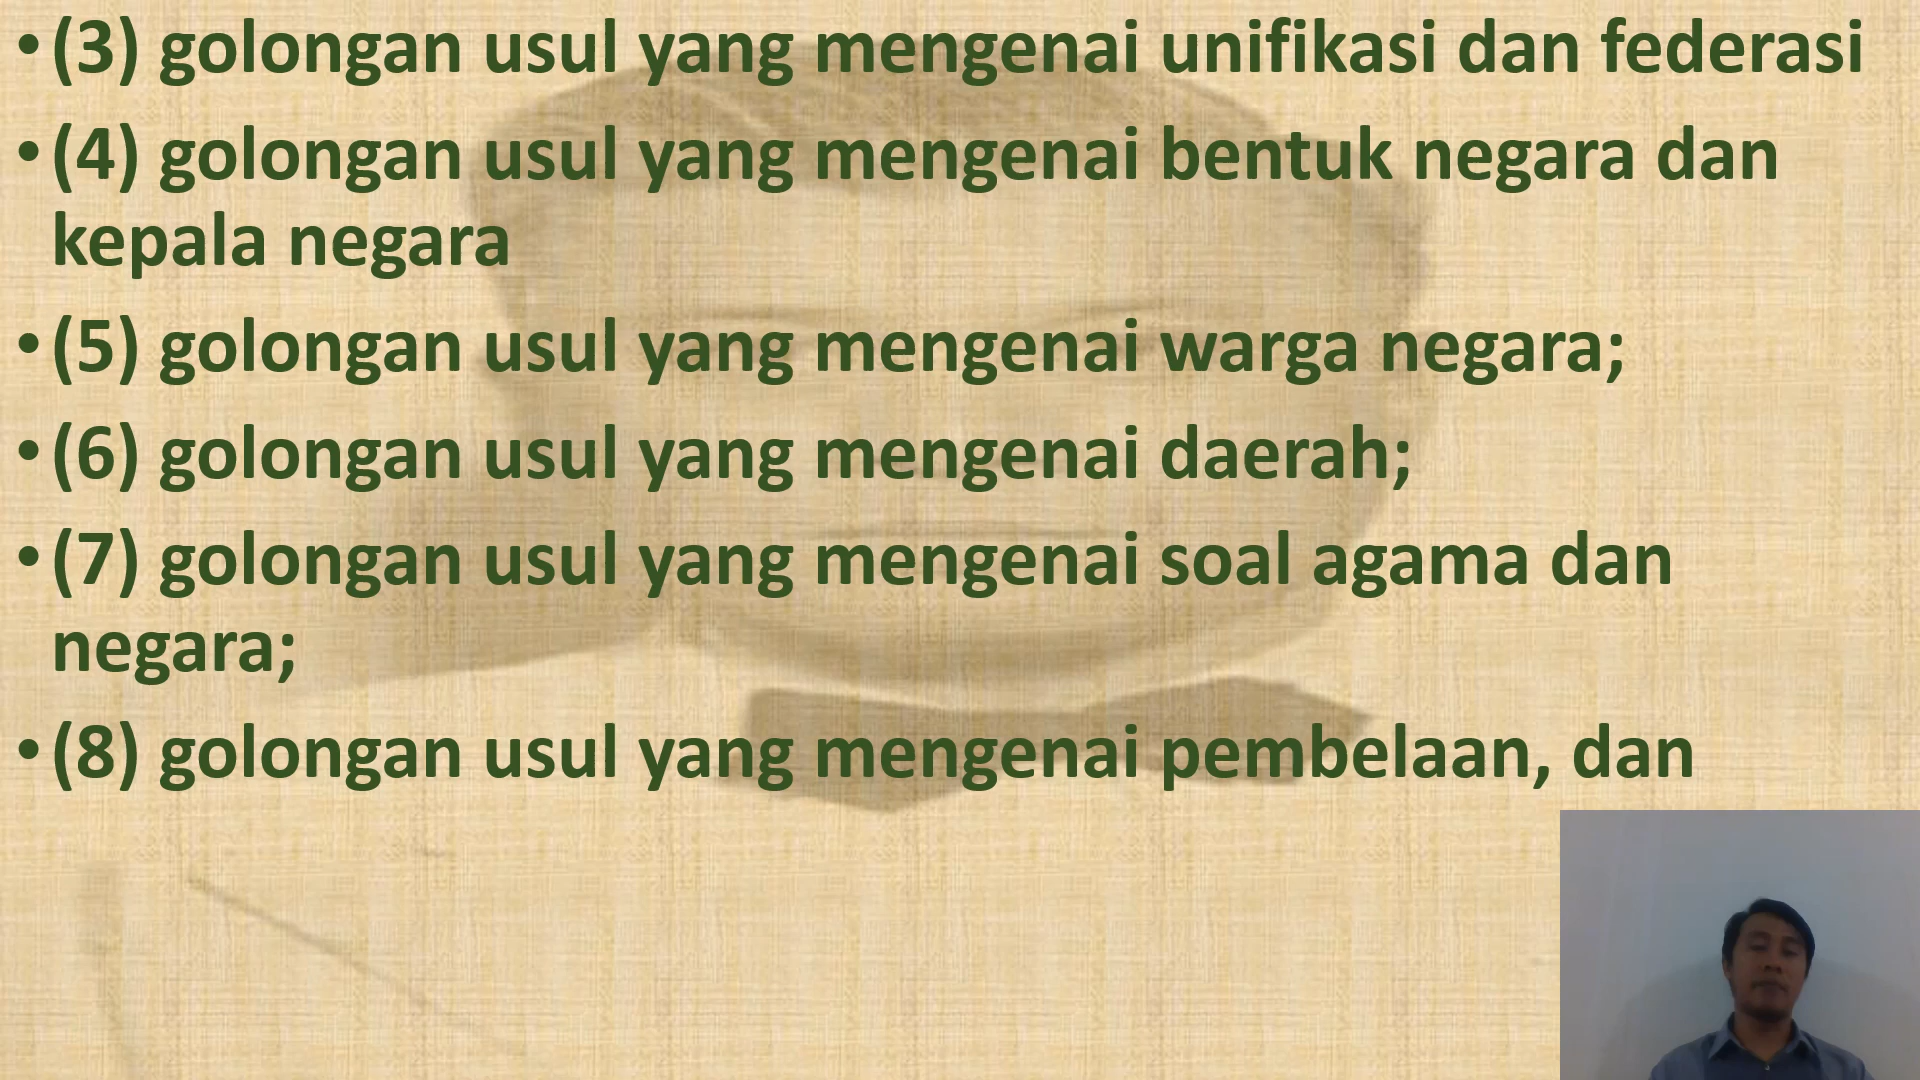 •(3) golongan usul yang mengenai unifikasi dan federasi
•(4) golongan usul yang mengenai bentuk negara dan
kepala negara
•(5) golongan usul yang mengenai warga negara;
•(6) golongan usul yang mengenai daerah;
•(7) golongan usul yang mengenai soal agama dan
negara;
•(8) golongan usul yang mengenai pembelaan, dan